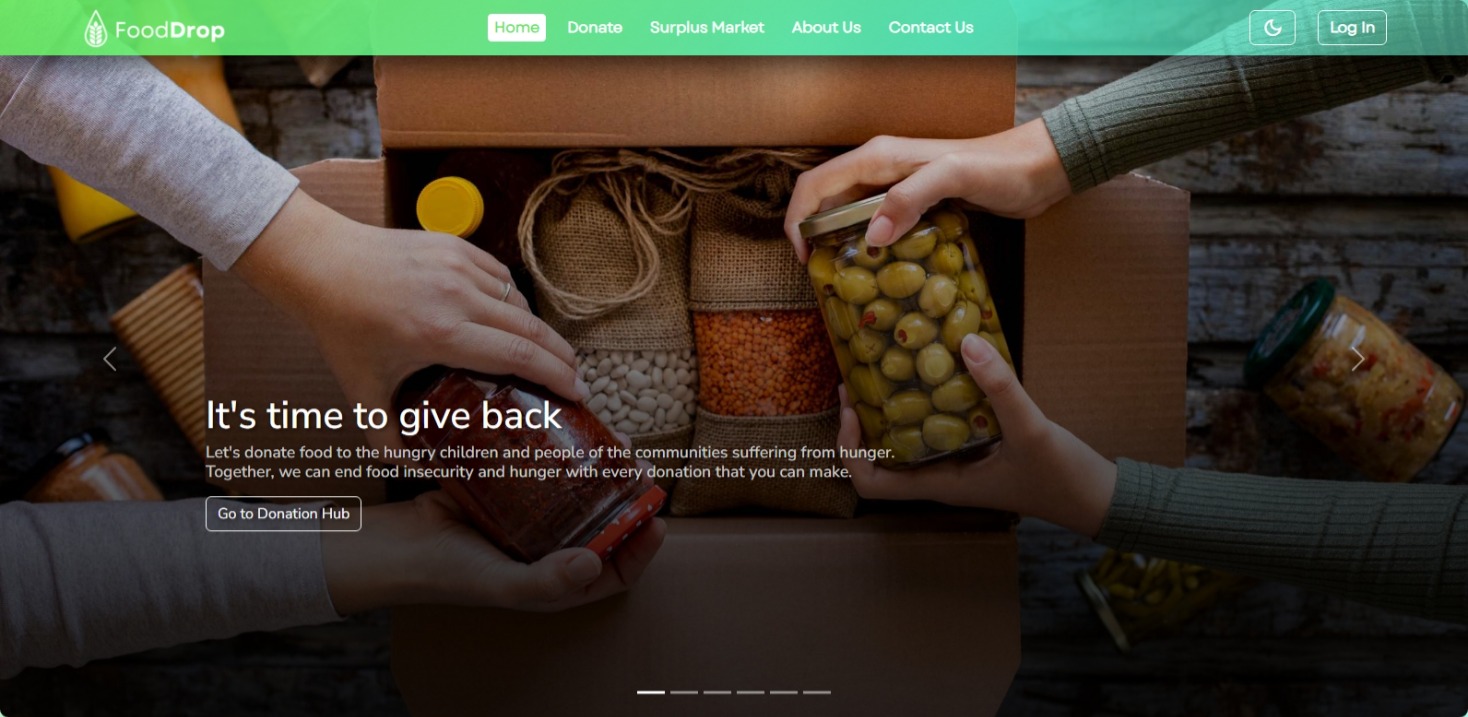 FoodDrop
Home Donate Surplus Market About Us Contact Us
Log In
It's time to give back
Let's donate food to the hungry children and people of the communities suffering from hunger.
Together, we can end food insecurity and hunger with every donation that you can make.
Go to Donation Hub